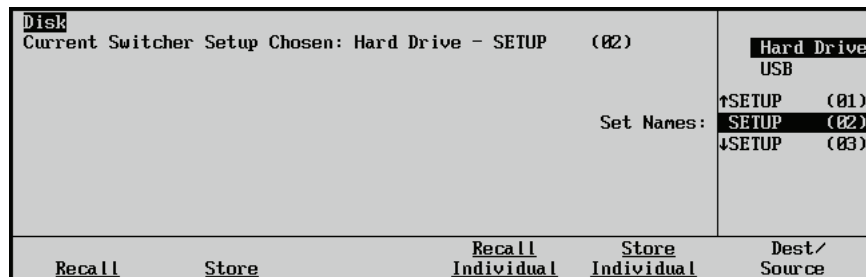 Disk
Current Switcher Setup Chosen: Hard Drive - SETUP (02)
Hard Drive
USB
↑SETUP (01)
Set Names: SETUP (02)
↓SETUP (03)
Recall Store Recall Individual Store Individual Dest/ Source